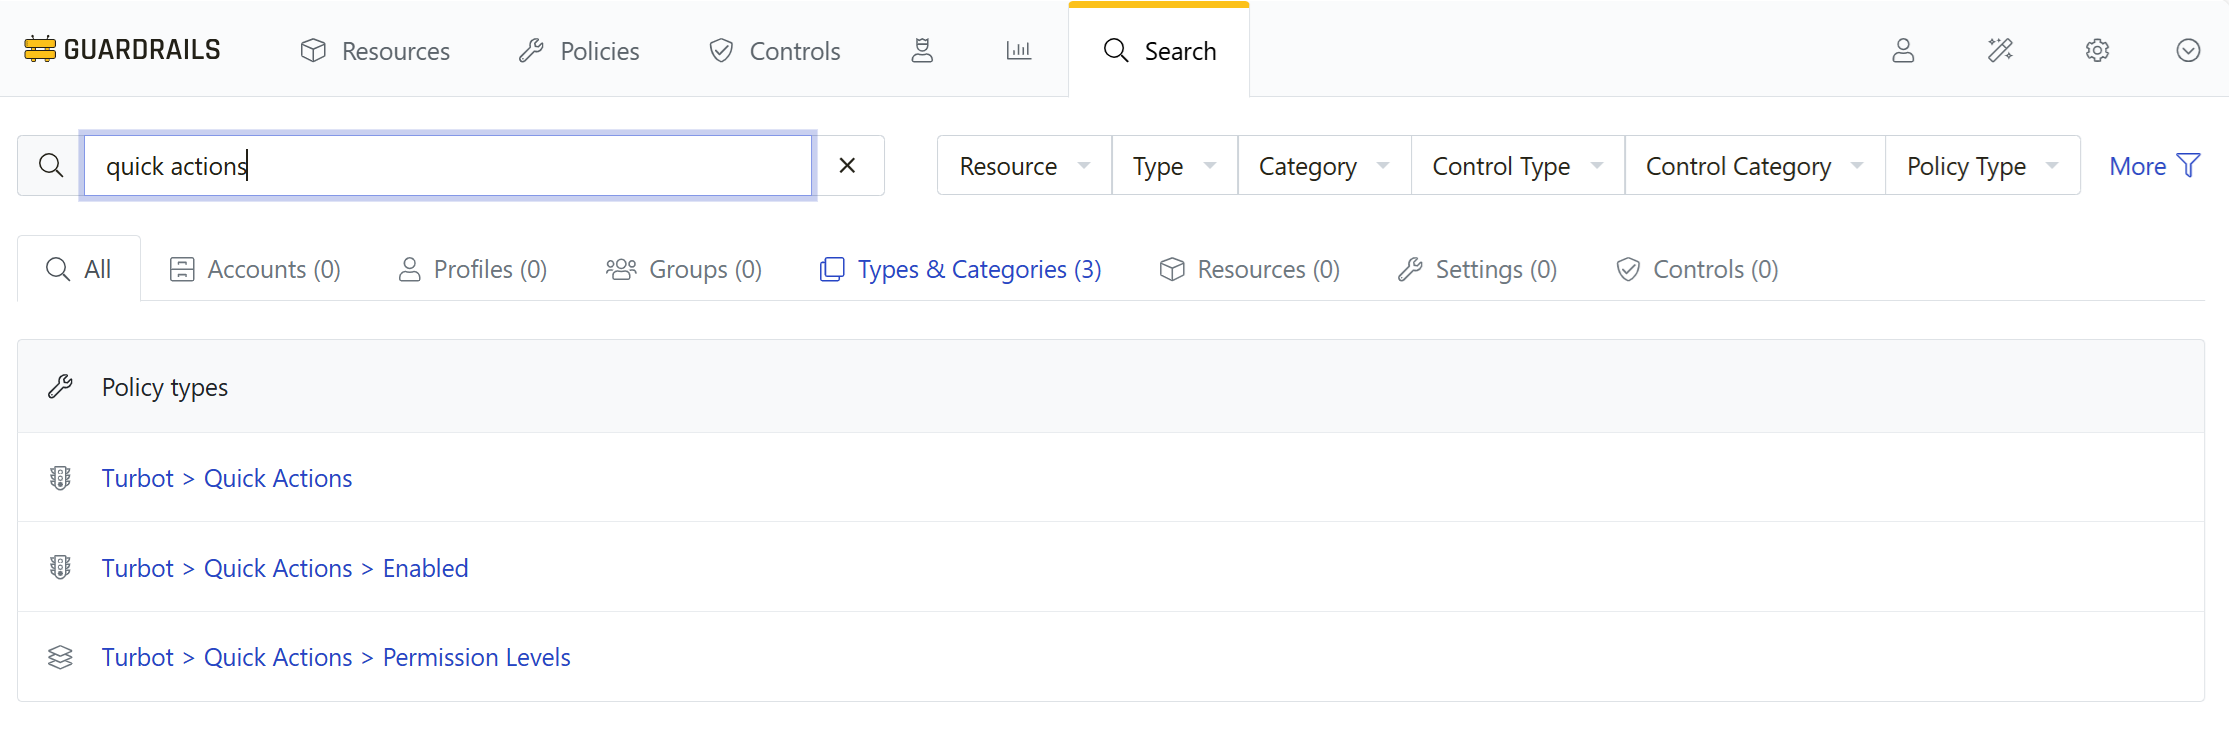 GUARDRAILS Resources Policies Controls Search
quick actions Resource Type Category Control Type Control Category Policy Type More
All Accounts (0) Profiles (0) Groups (0) Types & Categories (3) Resources (0) Settings (0) Controls (0)
Policy types
Turbot > Quick Actions
Turbot > Quick Actions > Enabled
Turbot > Quick Actions > Permission Levels